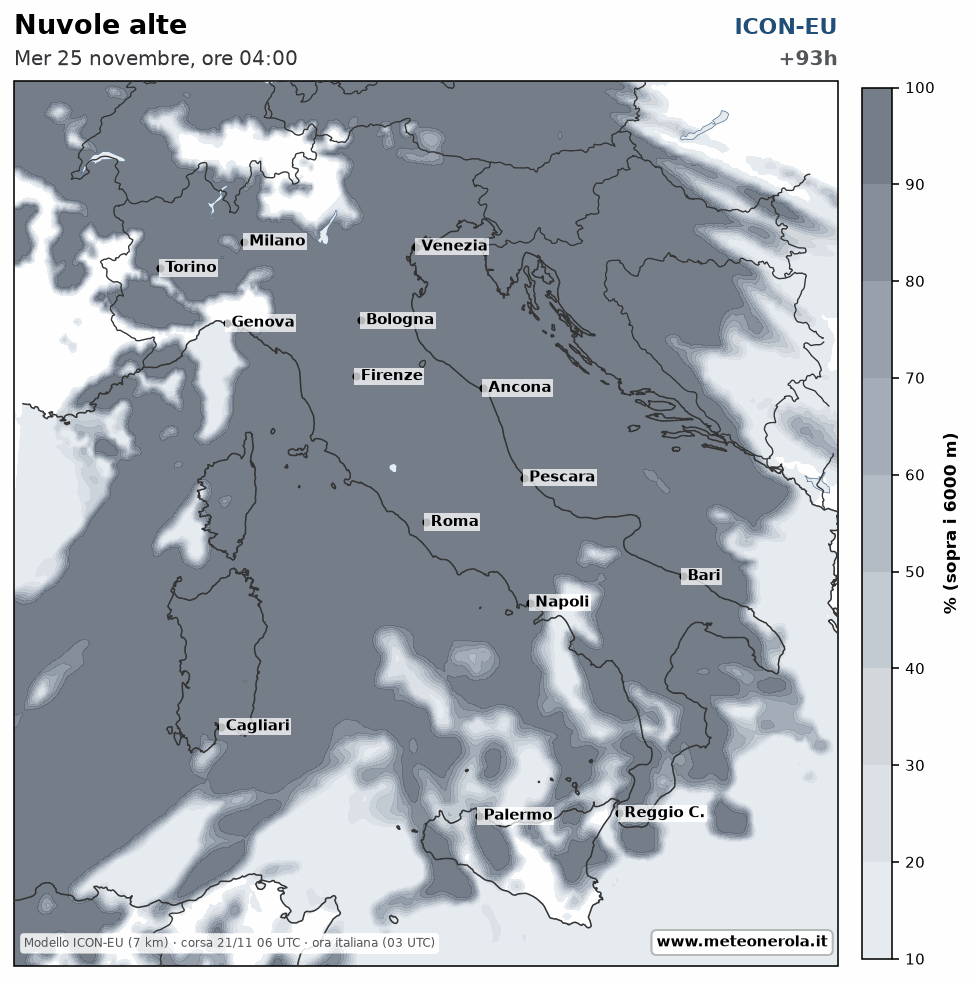 Nuvole alte
ICON-EU
Mer 25 novembre, ore 04:00
+93h
100
90
80
70
60
50
40
30
20
10
% (sopra i 6000 m)
Milano
Venezia
Torino
Genova
Bologna
Firenze
Ancona
Pescara
Roma
Bari
Napoli
Cagliari
Palermo
Reggio C.
Modello ICON-EU (7 km) · corsa 21/11 06 UTC · ora italiana (03 UTC)
www.meteonerola.it